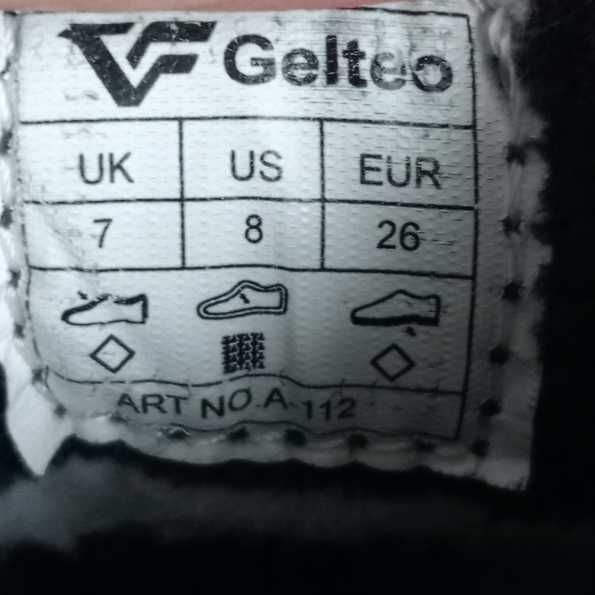 Gelteo
UK US EUR
7 8 26
ART NO.A-112